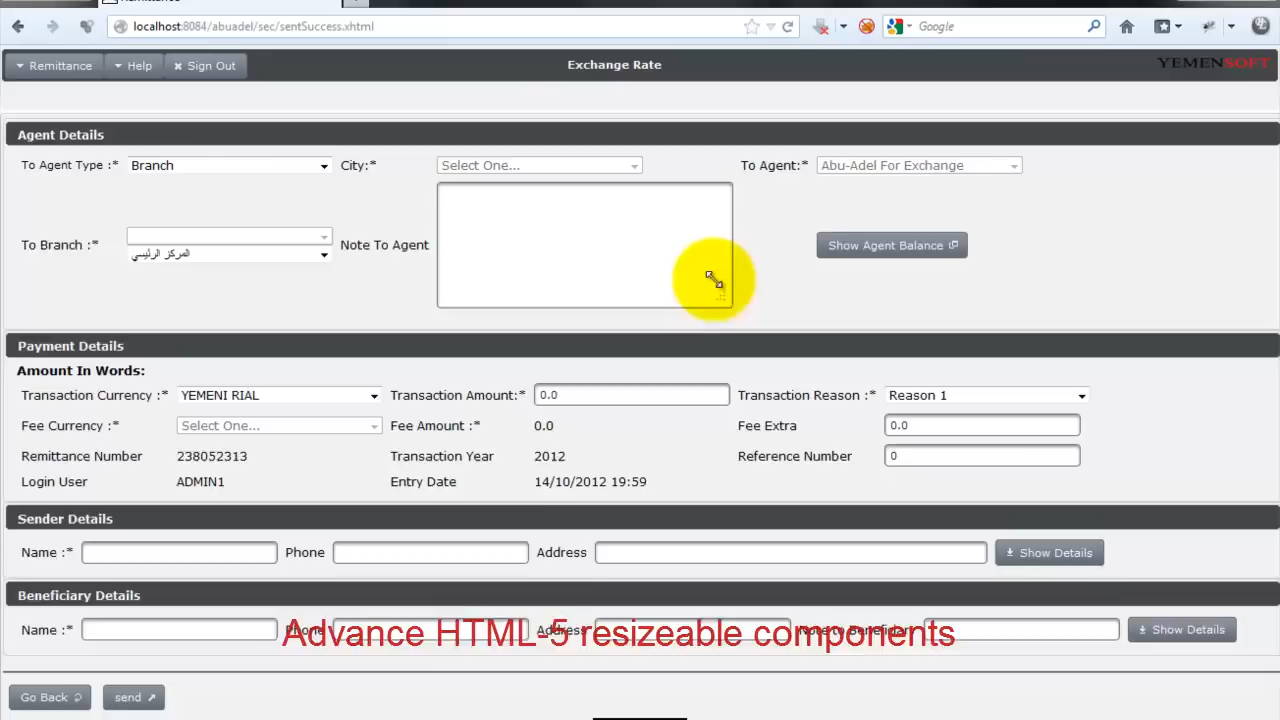 localhost:8084/abuadel/sec/sentSuccess.xhtml
Google
Remittance Help Sign Out Exchange Rate YEMENSOFT
Agent Details
To Agent Type :* Branch City:* Select One... To Agent:* Abu-Adel For Exchange
To Branch :* المركز الرئيسي Note To Agent Show Agent Balance
Payment Details
Amount In Words:
Transaction Currency :* YEMENI RIAL Transaction Amount:* 0.0 Transaction Reason :* Reason 1
Fee Currency :* Select One... Fee Amount :* 0.0 Fee Extra 0.0
Remittance Number 238052313 Transaction Year 2012 Reference Number 0
Login User ADMIN1 Entry Date 14/10/2012 19:59
Sender Details
Name :* Phone Address Show Details
Beneficiary Details
Name :* Phone Address Note to Beneficiary Show Details
Advance HTML-5 resizeable components
Go Back send